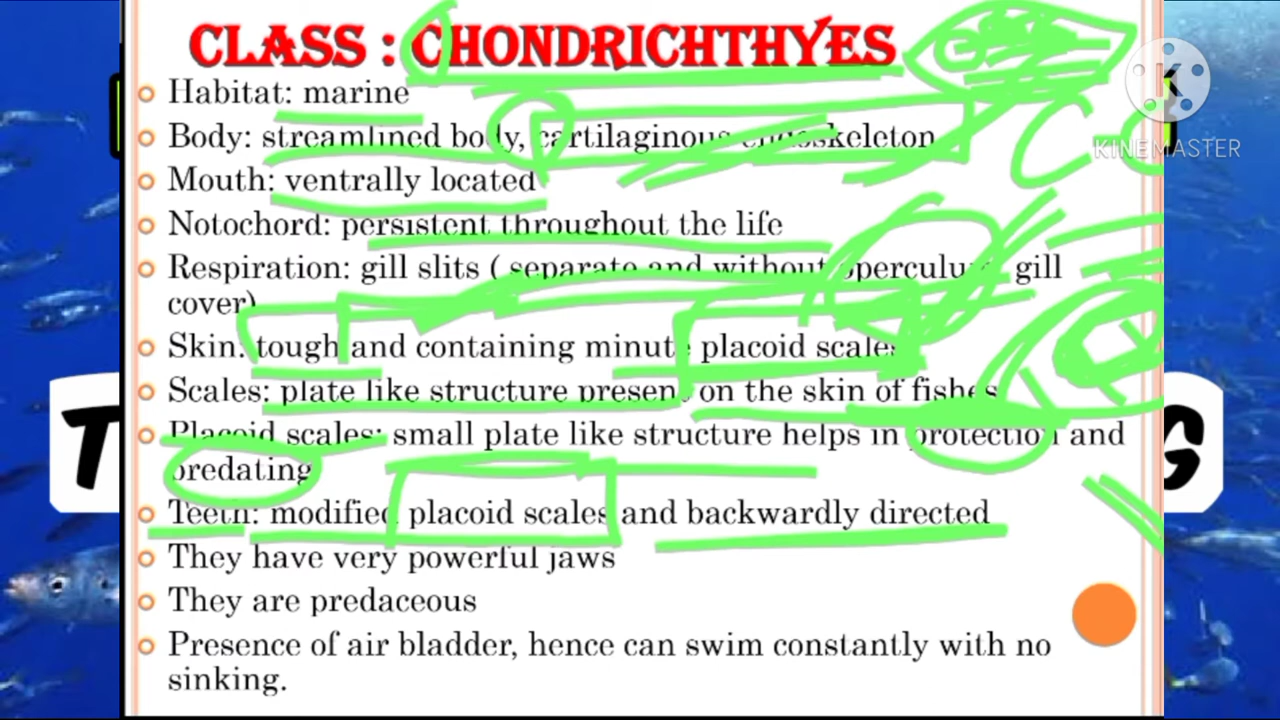 CLASS : CHONDRICHTHYES
Habitat: marine
Body: streamlined body, cartilaginous endoskeleton
Mouth: ventrally located
Notochord: persistent throughout the life
Respiration: gill slits ( separate and without operculum, gill
cover)
Skin: tough and containing minute placoid scales
Scales: plate like structure present on the skin of fishes
Placoid scales: small plate like structure helps in protection and
predating
Teeth: modified placoid scales and backwardly directed
They have very powerful jaws
They are predaceous
Presence of air bladder, hence can swim constantly with no
sinking.
K
KINEMASTER
T
G